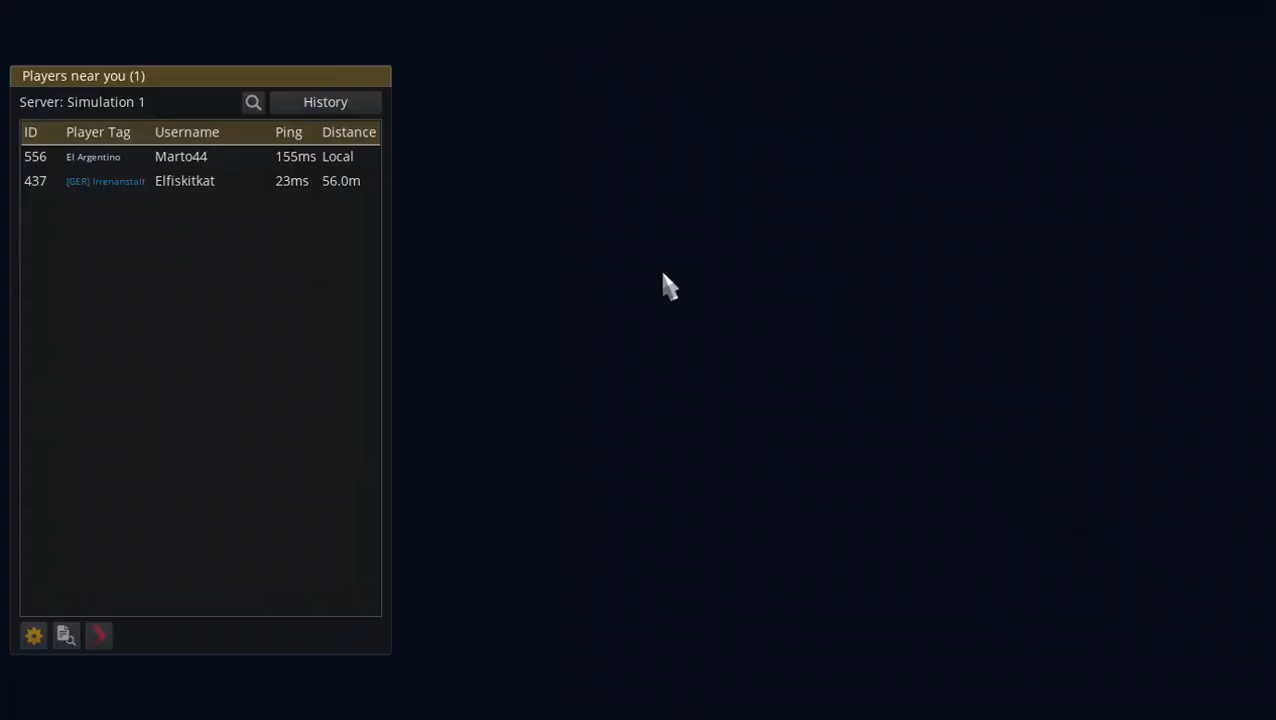 Players near you (1)
Server: Simulation 1 History
ID Player Tag Username Ping Distance
556 El Argentino Marto44 155ms Local
437 [GER] Irrenanstalt Elfiskitkat 23ms 56.0m